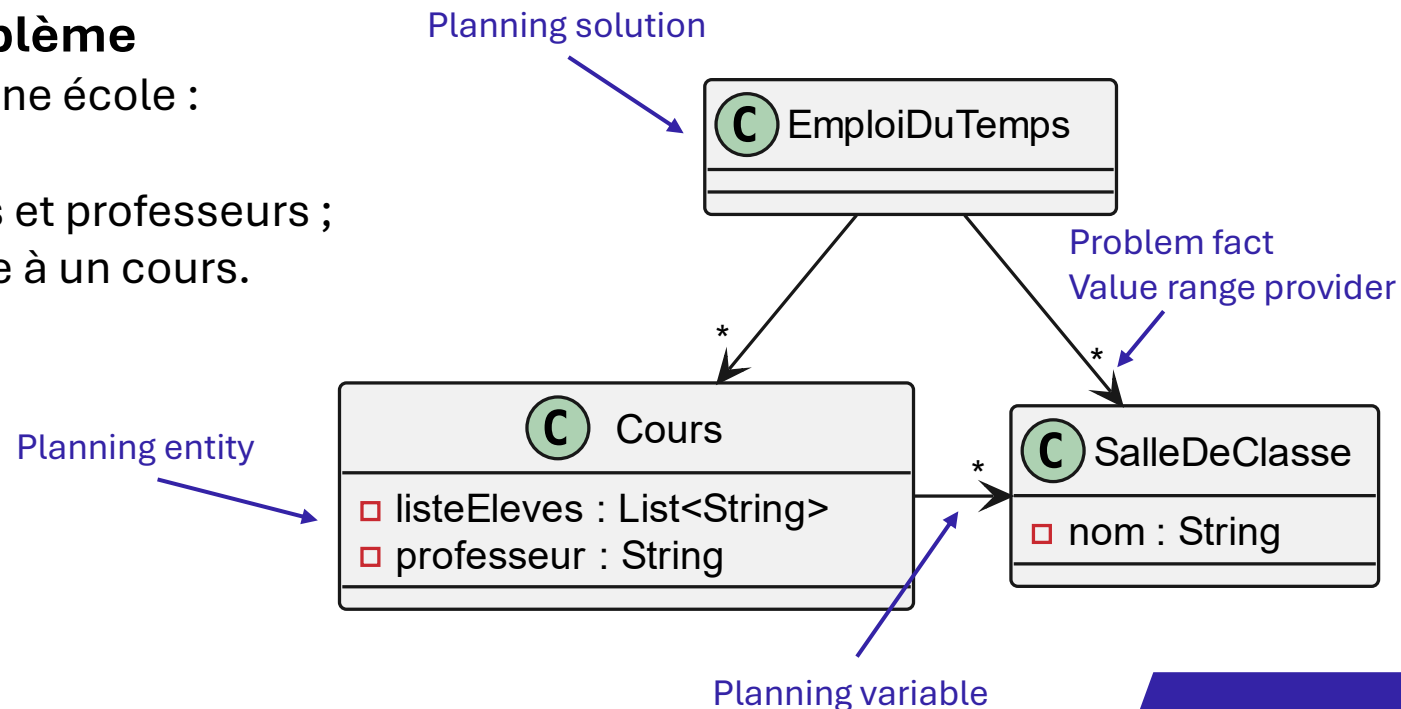 blème
ne école :
s et professeurs ;
e à un cours.
Planning solution
C EmploiDuTemps
Problem fact
Value range provider
*
*
Planning entity
C Cours
listeEleves : List<String>
professeur : String
*
C SalleDeClasse
nom : String
Planning variable